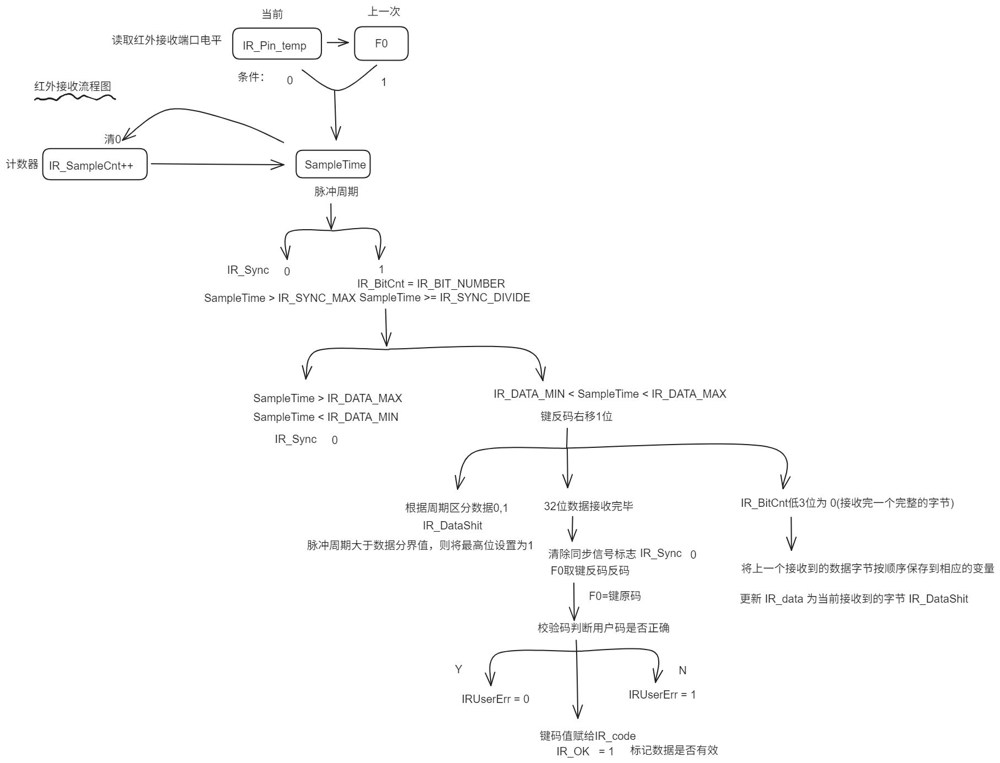 当前
上一次
读取红外接收端口电平
IR_Pin_temp
F0
条件：
0
1
红外接收流程图
清0
计数器
IR_SampleCnt++
SampleTime
脉冲周期
IR_Sync 0
1
IR_BitCnt = IR_BIT_NUMBER
SampleTime > IR_SYNC_MAX
SampleTime >= IR_SYNC_DIVIDE
SampleTime > IR_DATA_MAX
SampleTime < IR_DATA_MIN
IR_Sync 0
IR_DATA_MIN < SampleTime < IR_DATA_MAX
键反码右移1位
根据周期区分数据0,1
IR_DataShit
脉冲周期大于数据分界值，则将最高位设置为1
32位数据接收完毕
清除同步信号标志 IR_Sync 0
F0取键反码反码
F0=键原码
校验码判断用户码是否正确
Y
N
IRUserErr = 0
IRUserErr = 1
键码值赋给IR_code
IR_OK = 1 标记数据是否有效
IR_BitCnt低3位为 0(接收完一个完整的字节)
将上一个接收到的数据字节按顺序保存到相应的变量
更新 IR_data 为当前接收到的字节 IR_DataShit